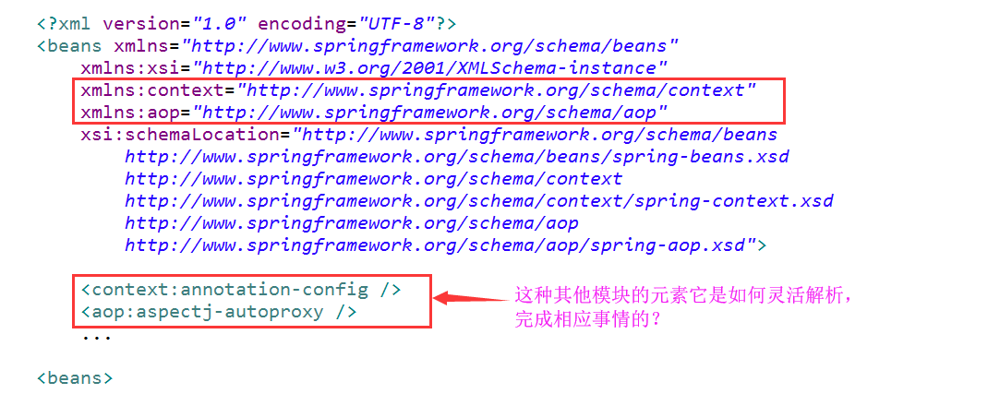 <?xml version="1.0" encoding="UTF-8"?>
<beans xmlns="http://www.springframework.org/schema/beans"
xmlns:xsi="http://www.w3.org/2001/XMLSchema-instance"
xmlns:context="http://www.springframework.org/schema/context"
xmlns:aop="http://www.springframework.org/schema/aop"
xsi:schemaLocation="http://www.springframework.org/schema/beans
http://www.springframework.org/schema/beans/spring-beans.xsd
http://www.springframework.org/schema/context
http://www.springframework.org/schema/context/spring-context.xsd
http://www.springframework.org/schema/aop
http://www.springframework.org/schema/aop/spring-aop.xsd">
<context:annotation-config />
<aop:aspectj-autoproxy />
这种其他模块的元素它是如何灵活解析，
完成相应事情的？
...
<beans>